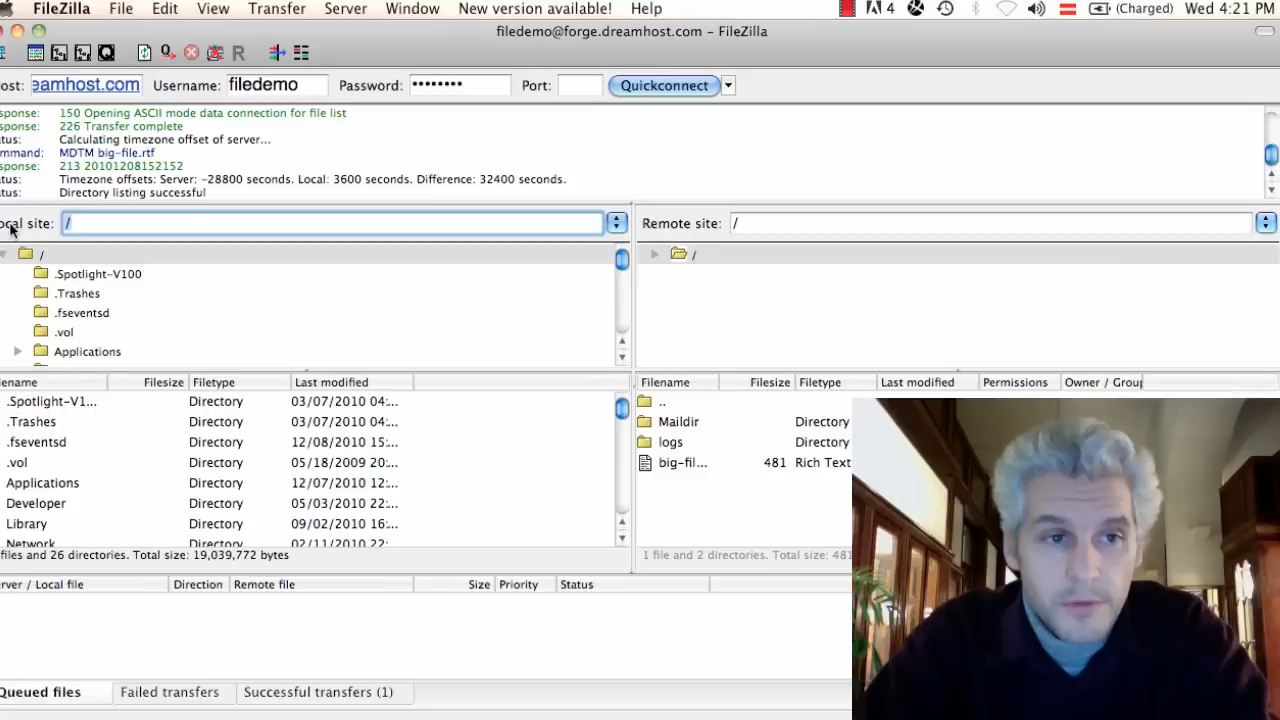 FileZilla File Edit View Transfer Server Window New version available! Help 4 (Charged) Wed 4:21 PM
filedemo@forge.dreamhost.com – FileZilla
R
ost: eamhost.com Username: filedemo Password: •••••••• Port: Quickconnect
sponse: 150 Opening ASCII mode data connection for file list
sponse: 226 Transfer complete
atus: Calculating timezone offset of server...
mmand: MDTM big-file.rtf
sponse: 213 20101208152152
atus: Timezone offsets: Server: -28800 seconds. Local: 3600 seconds. Difference: 32400 seconds.
atus: Directory listing successful
ocal site: / Remote site: /
/ /
.Spotlight-V100
.Trashes
.fseventsd
.vol
Applications
ename Filesize Filetype Last modified Filename Filesize Filetype Last modified Permissions Owner / Group
.Spotlight-V1... Directory 03/07/2010 04:... ..
.Trashes Directory 03/07/2010 04:... Maildir Directory
.fseventsd Directory 12/08/2010 15:... logs Directory
.vol Directory 05/18/2009 20:... big-fil... 481 Rich Text
Applications Directory 12/07/2010 12:...
Developer Directory 05/03/2010 22:...
Library Directory 09/02/2010 16:...
Network Directory 02/11/2010 22:
files and 26 directories. Total size: 19,039,772 bytes 1 file and 2 directories. Total size: 481
erver / Local file Direction Remote file Size Priority Status
Queued files Failed transfers Successful transfers (1)